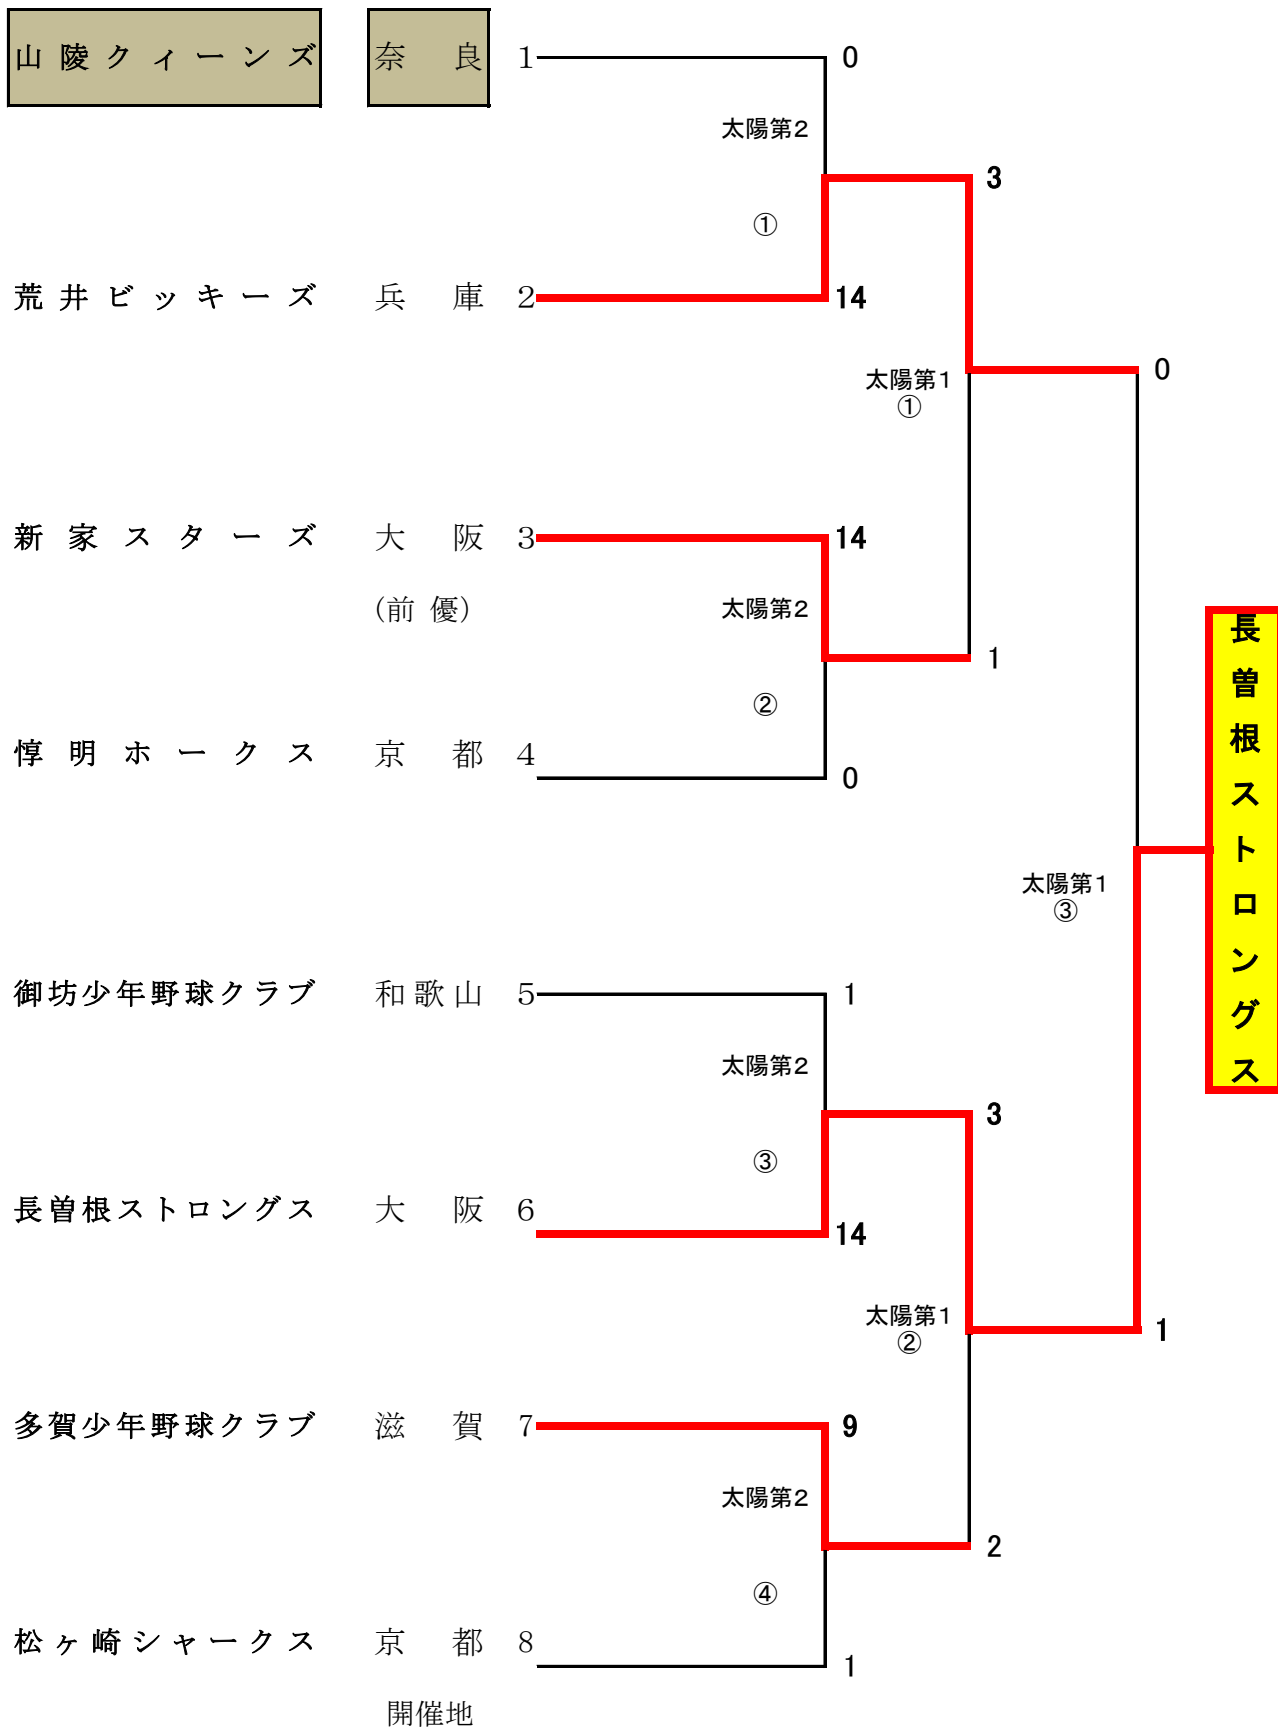 山陵クィーンズ 奈良 1 0
太陽第2
3
①
荒井ビッキーズ 兵庫 2 14
太陽第1
①
0
新家スターズ 大阪 3 14
(前優)
太陽第2
1
②
惇明ホークス 京都 4 0
長曽根ストロングス
太陽第1
③
御坊少年野球クラブ 和歌山 5 1
太陽第2
3
③
長曽根ストロングス 大阪 6 14
太陽第1
②
1
多賀少年野球クラブ 滋賀 7 9
太陽第2
2
④
松ヶ崎シャークス 京都 8 1
開催地